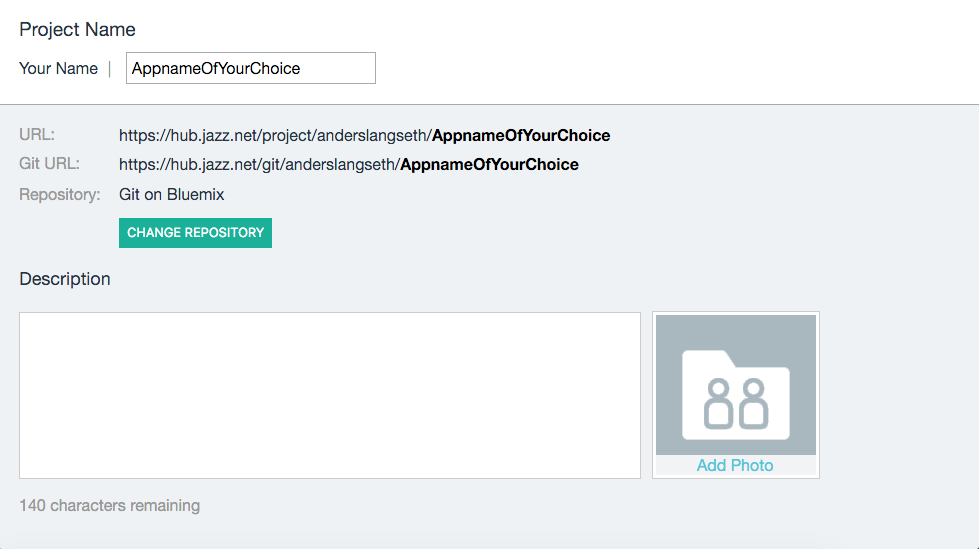 Project Name
Your Name | AppnameOfYourChoice
URL: https://hub.jazz.net/project/anderslangseth/AppnameOfYourChoice
Git URL: https://hub.jazz.net/git/anderslangseth/AppnameOfYourChoice
Repository: Git on Bluemix
CHANGE REPOSITORY
Description
Add Photo
140 characters remaining